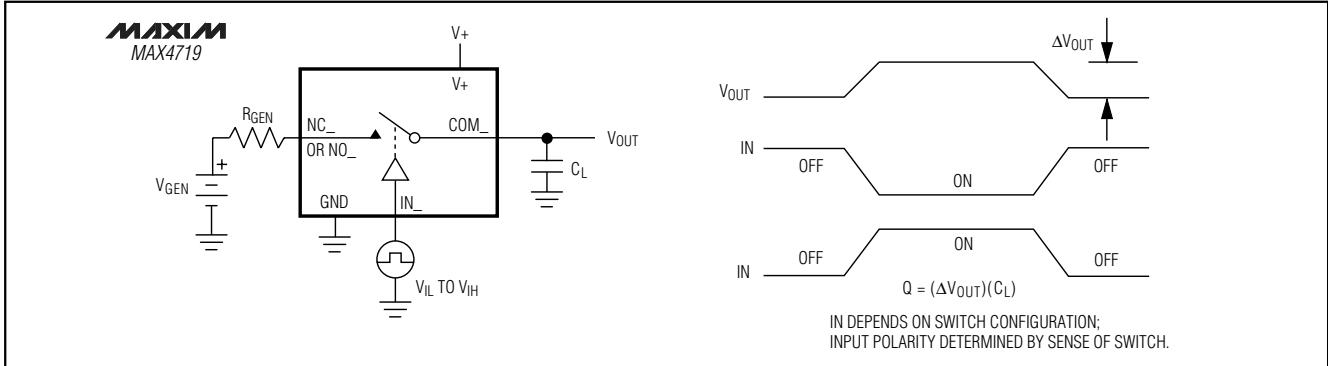 MAXIM
MAX4719
V+
V+
RGEN
NC_
OR NO_
COM_
VOUT
CL
+
VGEN
GND
IN_
VIL TO VIH
ΔVOUT
VOUT
IN
OFF
ON
OFF
IN
OFF
ON
OFF
Q = (ΔVOUT)(CL)
IN DEPENDS ON SWITCH CONFIGURATION;
INPUT POLARITY DETERMINED BY SENSE OF SWITCH.